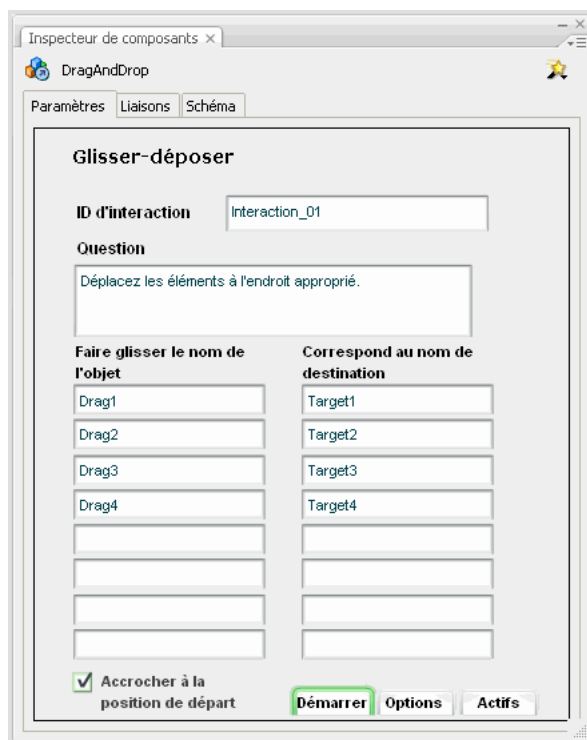 Inspecteur de composants ×
DragAndDrop
Paramètres Liaisons Schéma
Glisser-déposer
ID d'interaction Interaction_01
Question
Déplacez les éléments à l'endroit approprié.
Faire glisser le nom de l'objet
Correspond au nom de destination
Drag1 Target1
Drag2 Target2
Drag3 Target3
Drag4 Target4
Accrocher à la
position de départ
Démarrer Options Actifs